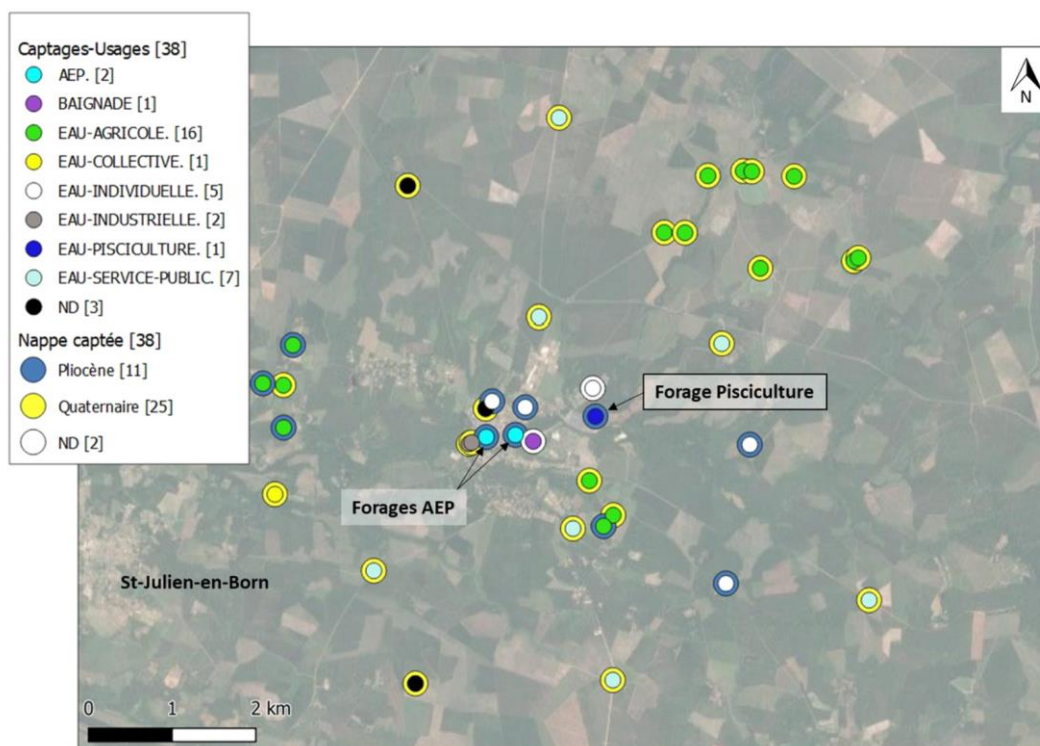 Captages-Usages [38]
AEP. [2]
BAIGNADE [1]
EAU-AGRICOLE. [16]
EAU-COLLECTIVE. [1]
EAU-INDIVIDUELLE. [5]
EAU-INDUSTRIELLE. [2]
EAU-PISCICULTURE. [1]
EAU-SERVICE-PUBLIC. [7]
ND [3]
Nappe captée [38]
Pliocène [11]
Quaternaire [25]
ND [2]
N
Forage Pisciculture
Forages AEP
St-Julien-en-Born
0 1 2 km